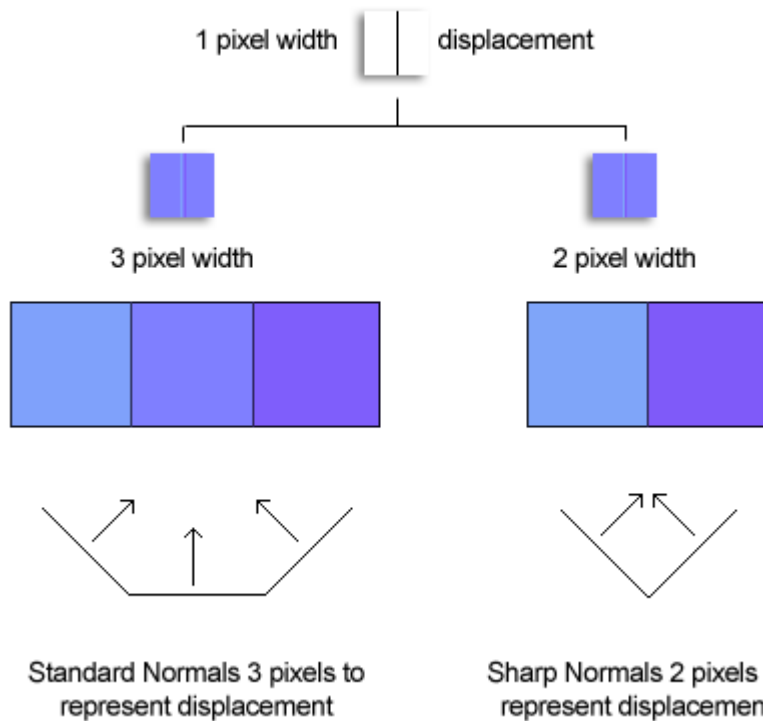 1 pixel width displacement
3 pixel width
2 pixel width
Standard Normals 3 pixels to
represent displacement
Sharp Normals 2 pixels
represent displacemen